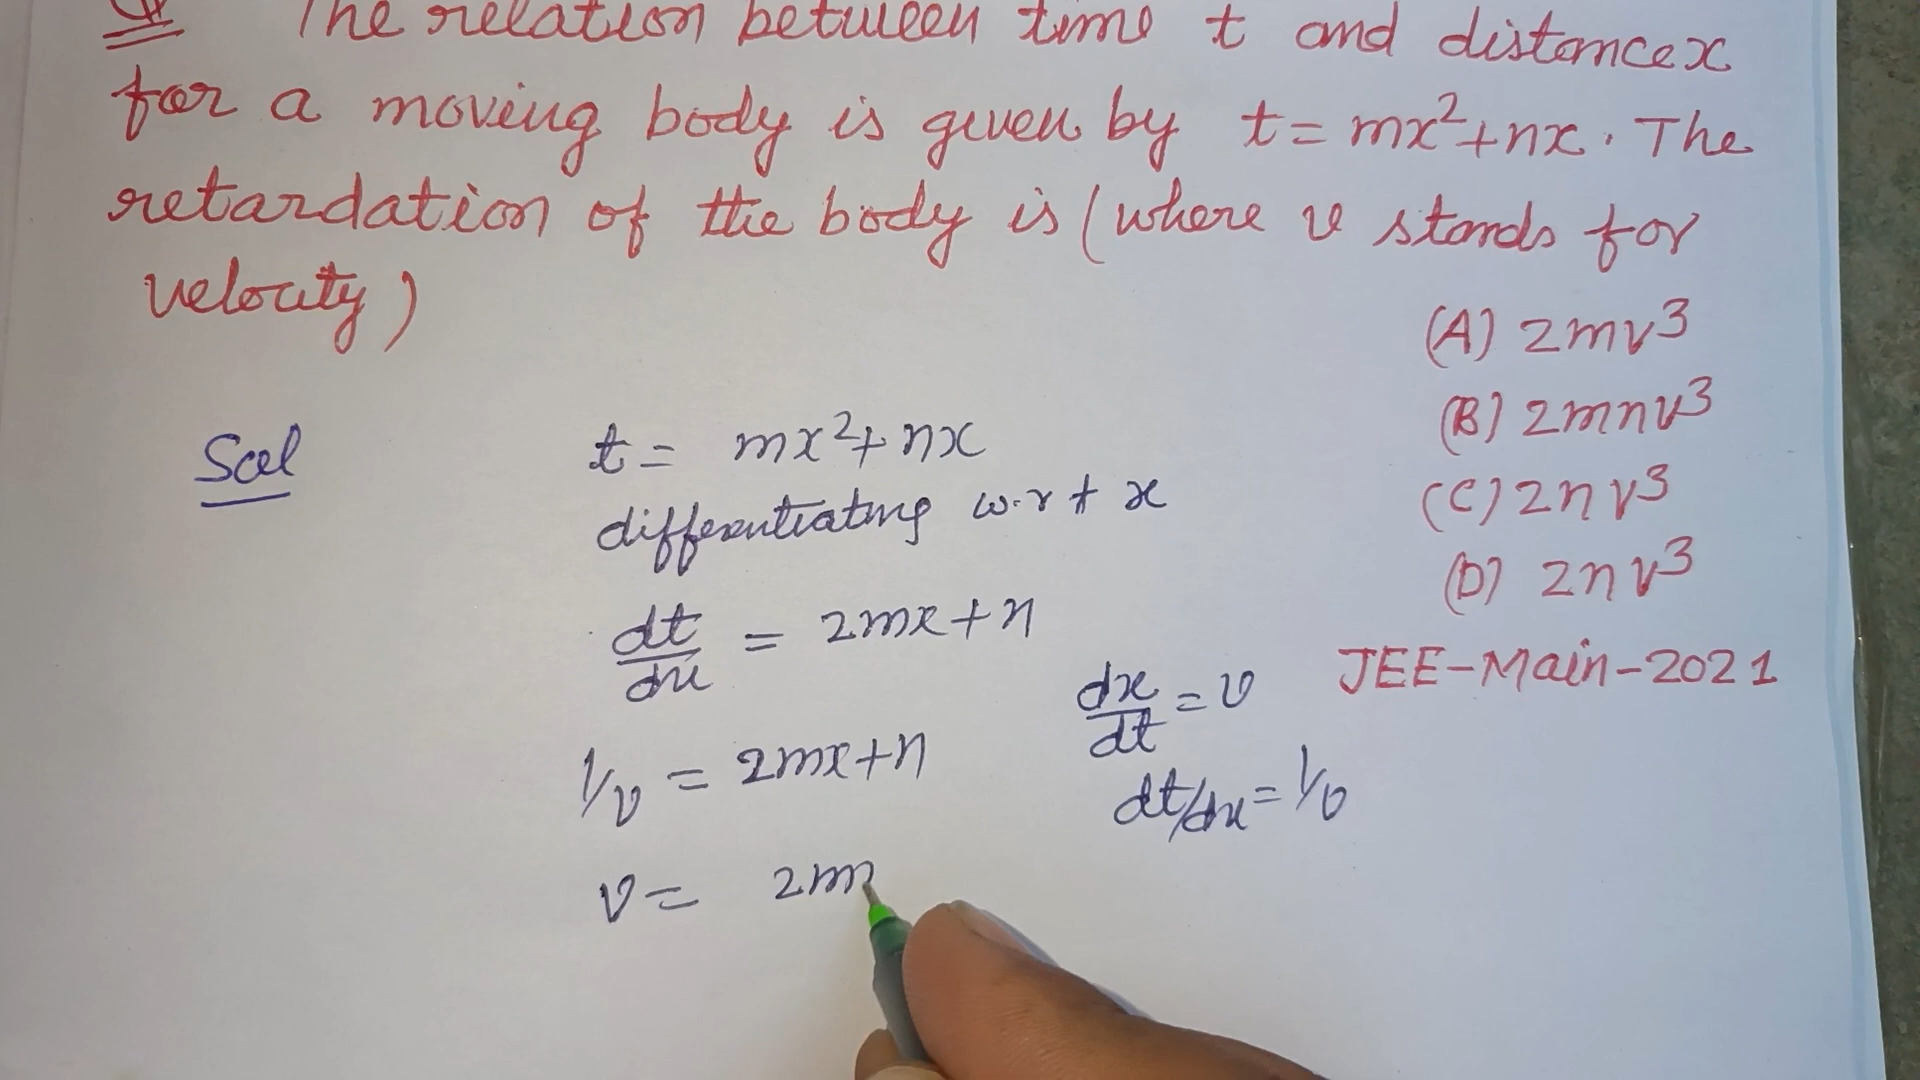 Q The relation between time t and distance x
for a moving body is given by t = mx²+nx. The
retardation of the body is (where v stands for
velocity)
(A) 2mv³
(B) 2mnv³
(C) 2nv³
(D) 2nv³
JEE-Main-2021
Sol
t = mx²+nx
differentiating w.r t x
dt/dx = 2mx+n
1/v = 2mx+n
v = 2m
dx/dt = v
dt/dx = 1/v